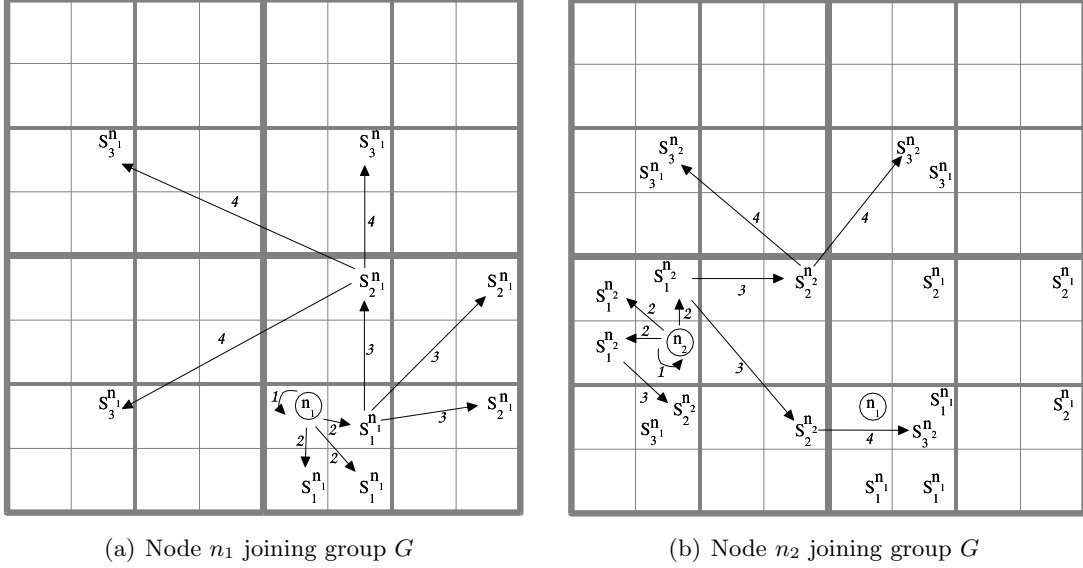 S_3^{n_1} S_3^{n_1}
4 4
S_2^{n_1} S_2^{n_1}
4 3 3
S_3^{n_1} 1 n_1 2 S_1^{n_1} 3 S_2^{n_1}
2 2
S_1^{n_1} S_1^{n_1}
(a) Node n_1 joining group G
S_3^{n_2} S_3^{n_2}
S_3^{n_1} S_3^{n_1}
4 4
S_1^{n_2} 3 S_2^{n_2} S_2^{n_1} S_2^{n_1}
S_1^{n_2} 2 2
S_1^{n_2} 2 n_2
1 3
3 S_2^{n_2} n_1 S_1^{n_1} S_2^{n_1}
S_3^{n_1} S_2^{n_2} 4 S_3^{n_2}
S_1^{n_1} S_1^{n_1}
(b) Node n_2 joining group G